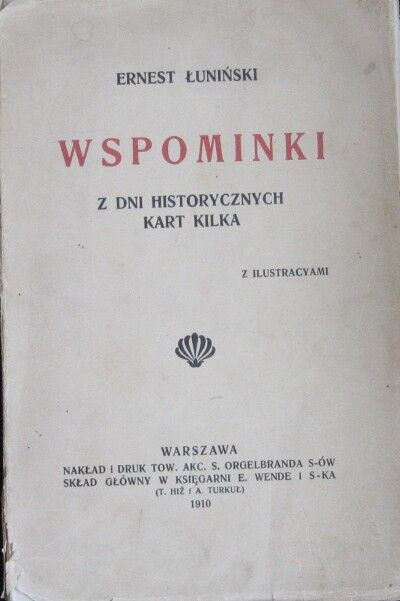 ERNEST ŁUNIŃSKI
WSPOMINKI
Z DNI HISTORYCZNYCH
KART KILKA
Z ILUSTRACYAMI
WARSZAWA
NAKŁAD I DRUK TOW. AKC. S. ORGELBRANDA S-ÓW
SKŁAD GŁÓWNY W KSIĘGARNI E. WENDE I S-KA
(T. HIŻ I A. TURKUŁ)
1910